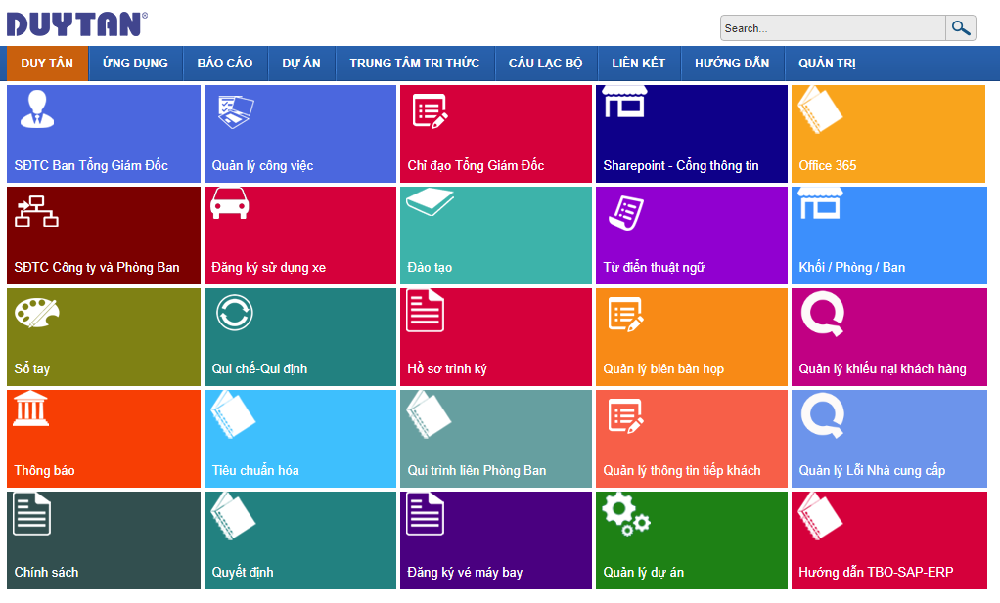 DUYTAN®
Search...
DUY TÂN ỨNG DỤNG BÁO CÁO DỰ ÁN TRUNG TÂM TRI THỨC CÂU LẠC BỘ LIÊN KẾT HƯỚNG DẪN QUẢN TRỊ
SĐTC Ban Tổng Giám Đốc Quản lý công việc Chỉ đạo Tổng Giám Đốc Sharepoint - Cổng thông tin Office 365
SĐTC Công ty và Phòng Ban Đăng ký sử dụng xe Đào tạo Từ điển thuật ngữ Khối / Phòng / Ban
Sổ tay Qui chế-Qui định Hồ sơ trình ký Quản lý biên bản họp Quản lý khiếu nại khách hàng
Thông báo Tiêu chuẩn hóa Qui trình liên Phòng Ban Quản lý thông tin tiếp khách Quản lý Lỗi Nhà cung cấp
Chính sách Quyết định Đăng ký vé máy bay Quản lý dự án Hướng dẫn TBO-SAP-ERP